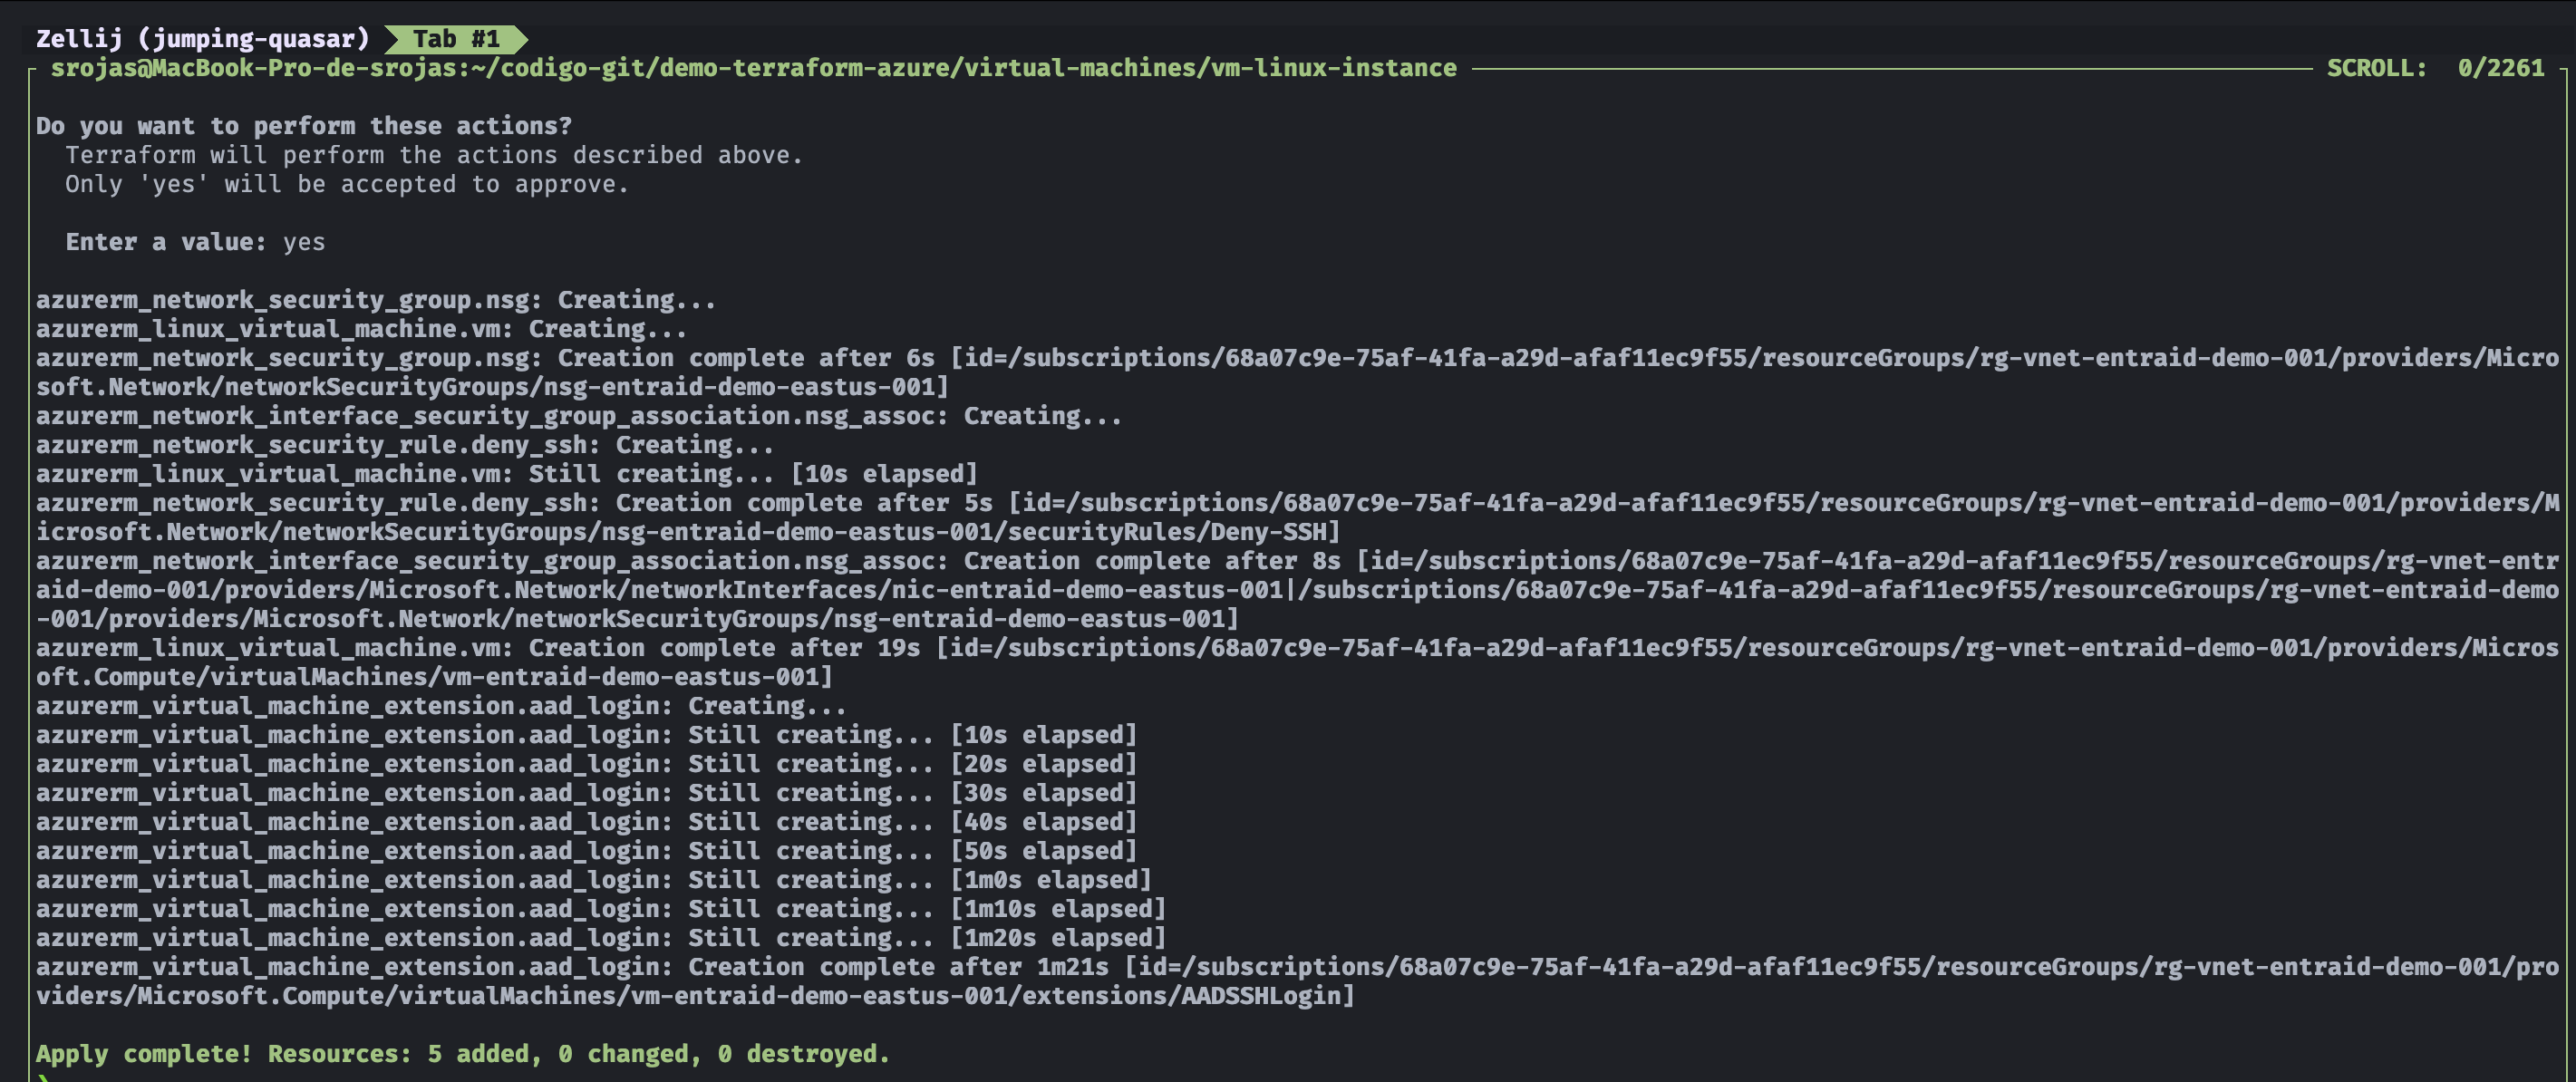 Zellij (jumping-quasar) Tab #1
srojas@MacBook-Pro-de-srojas:~/codigo-git/demo-terraform-azure/virtual-machines/vm-linux-instance SCROLL: 0/2261
Do you want to perform these actions?
Terraform will perform the actions described above.
Only 'yes' will be accepted to approve.
Enter a value: yes
azurerm_network_security_group.nsg: Creating...
azurerm_linux_virtual_machine.vm: Creating...
azurerm_network_security_group.nsg: Creation complete after 6s [id=/subscriptions/68a07c9e-75af-41fa-a29d-afaf11ec9f55/resourceGroups/rg-vnet-entraid-demo-001/providers/Micro
soft.Network/networkSecurityGroups/nsg-entraid-demo-eastus-001]
azurerm_network_interface_security_group_association.nsg_assoc: Creating...
azurerm_network_security_rule.deny_ssh: Creating...
azurerm_linux_virtual_machine.vm: Still creating... [10s elapsed]
azurerm_network_security_rule.deny_ssh: Creation complete after 5s [id=/subscriptions/68a07c9e-75af-41fa-a29d-afaf11ec9f55/resourceGroups/rg-vnet-entraid-demo-001/providers/M
icrosoft.Network/networkSecurityGroups/nsg-entraid-demo-eastus-001/securityRules/Deny-SSH]
azurerm_network_interface_security_group_association.nsg_assoc: Creation complete after 8s [id=/subscriptions/68a07c9e-75af-41fa-a29d-afaf11ec9f55/resourceGroups/rg-vnet-entr
aid-demo-001/providers/Microsoft.Network/networkInterfaces/nic-entraid-demo-eastus-001|/subscriptions/68a07c9e-75af-41fa-a29d-afaf11ec9f55/resourceGroups/rg-vnet-entraid-demo
-001/providers/Microsoft.Network/networkSecurityGroups/nsg-entraid-demo-eastus-001]
azurerm_linux_virtual_machine.vm: Creation complete after 19s [id=/subscriptions/68a07c9e-75af-41fa-a29d-afaf11ec9f55/resourceGroups/rg-vnet-entraid-demo-001/providers/Micros
oft.Compute/virtualMachines/vm-entraid-demo-eastus-001]
azurerm_virtual_machine_extension.aad_login: Creating...
azurerm_virtual_machine_extension.aad_login: Still creating... [10s elapsed]
azurerm_virtual_machine_extension.aad_login: Still creating... [20s elapsed]
azurerm_virtual_machine_extension.aad_login: Still creating... [30s elapsed]
azurerm_virtual_machine_extension.aad_login: Still creating... [40s elapsed]
azurerm_virtual_machine_extension.aad_login: Still creating... [50s elapsed]
azurerm_virtual_machine_extension.aad_login: Still creating... [1m0s elapsed]
azurerm_virtual_machine_extension.aad_login: Still creating... [1m10s elapsed]
azurerm_virtual_machine_extension.aad_login: Still creating... [1m20s elapsed]
azurerm_virtual_machine_extension.aad_login: Creation complete after 1m21s [id=/subscriptions/68a07c9e-75af-41fa-a29d-afaf11ec9f55/resourceGroups/rg-vnet-entraid-demo-001/pro
viders/Microsoft.Compute/virtualMachines/vm-entraid-demo-eastus-001/extensions/AADSSHLogin]
Apply complete! Resources: 5 added, 0 changed, 0 destroyed.